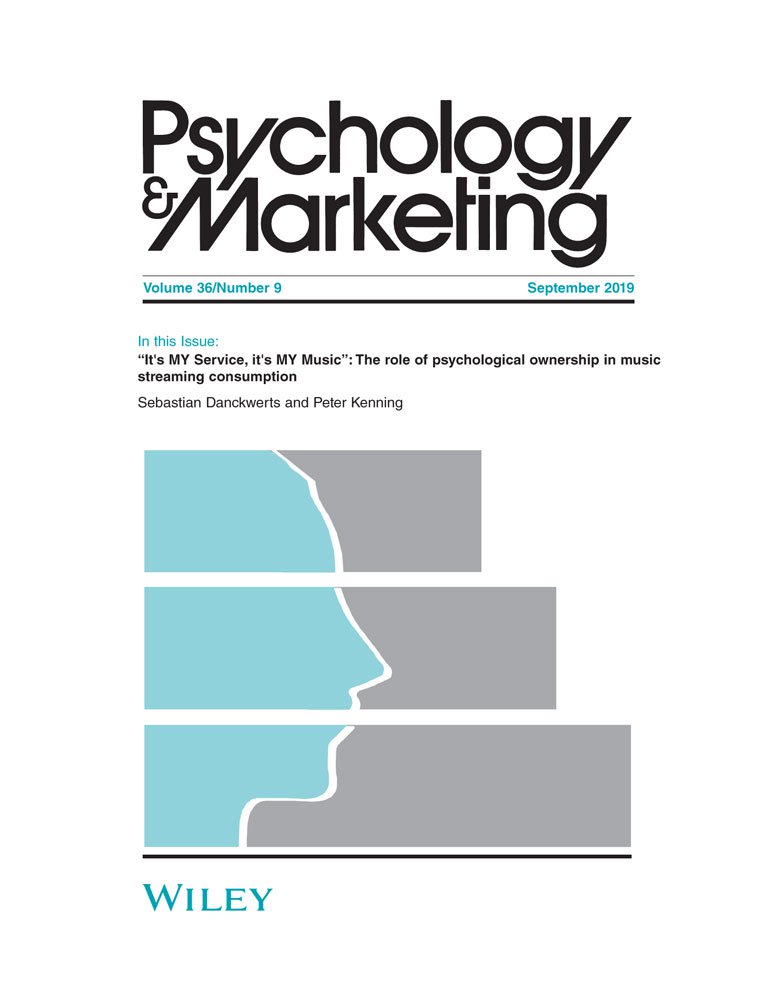 Psychology
&Marketing
Volume 36/Number 9 September 2019
In this Issue:
“It's MY Service, it's MY Music”: The role of psychological ownership in music
streaming consumption
Sebastian Danckwerts and Peter Kenning
WILEY